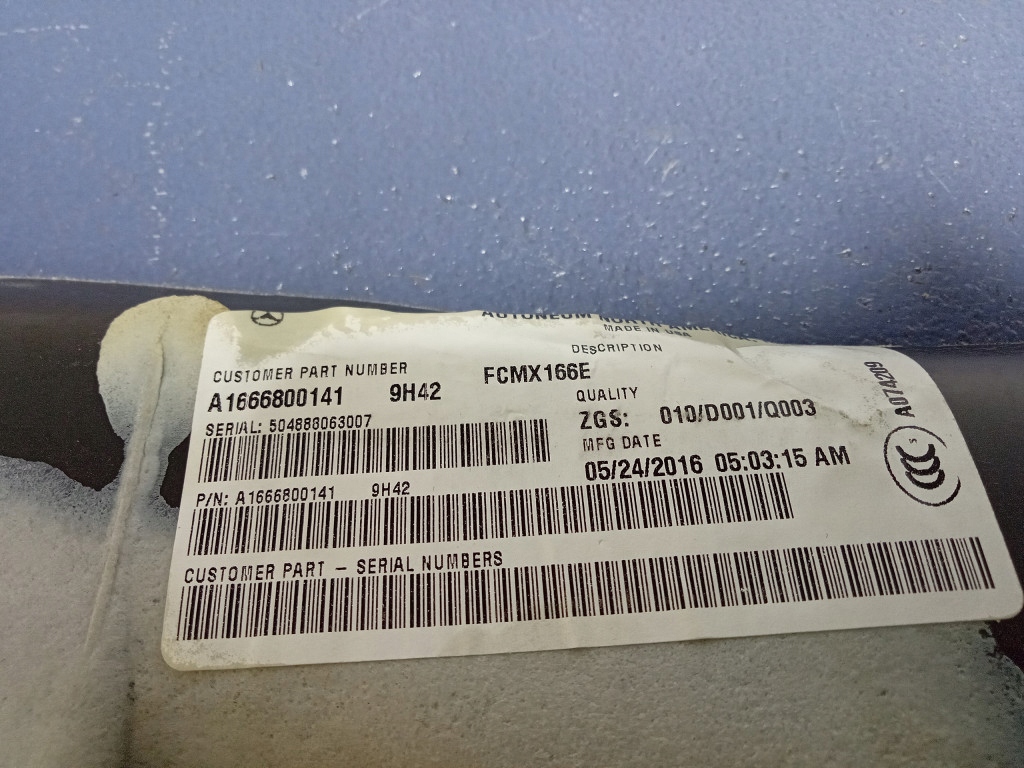 AUTONEUM NORTH AMERICA
MADE IN USA
DESCRIPTION
CUSTOMER PART NUMBER
FCMX166E
A1666800141 9H42
QUALITY
SERIAL: 504888063007
ZGS: 010/D001/Q003
MFG DATE
05/24/2016 05:03:15 AM
P/N: A1666800141 9H42
CUSTOMER PART - SERIAL NUMBERS
A074209
CCC
S